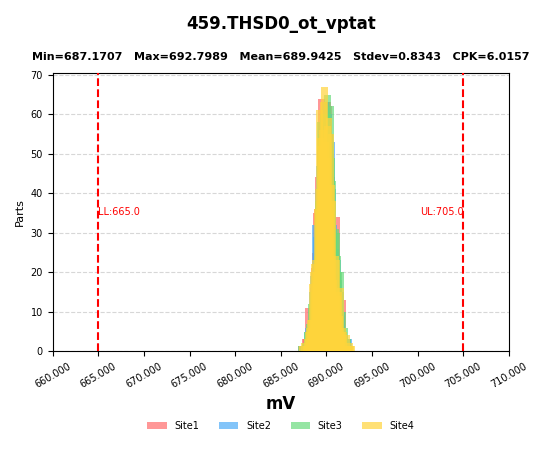 459.THSD0_ot_vptat
Min=687.1707 Max=692.7989 Mean=689.9425 Stdev=0.8343 CPK=6.0157
70
60
50
40
30
20
10
0
Parts
LL:665.0
UL:705.0
660.000 665.000 670.000 675.000 680.000 685.000 690.000 695.000 700.000 705.000 710.000
mV
Site1 Site2 Site3 Site4